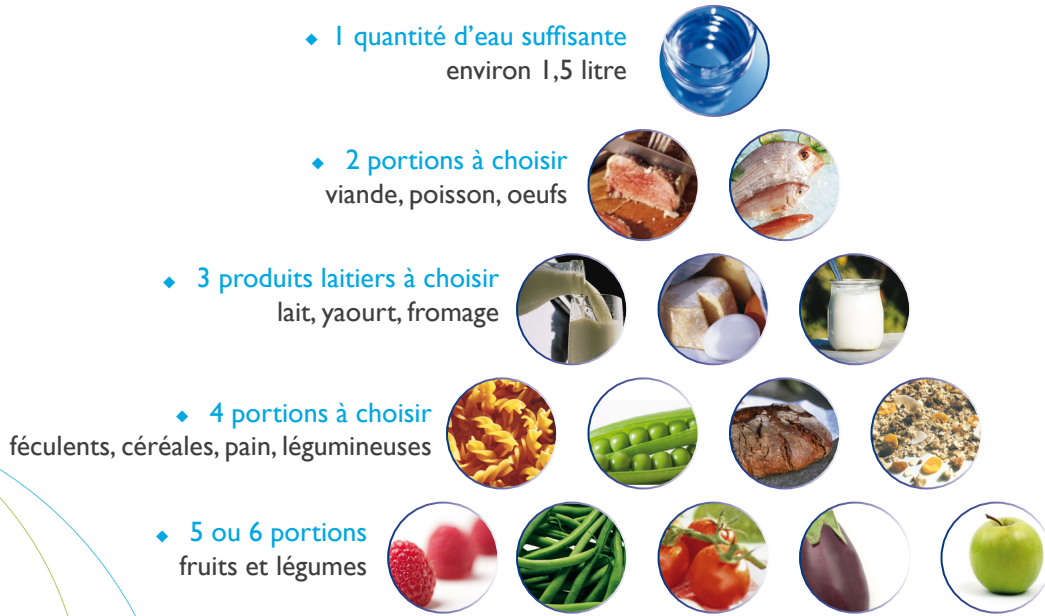 1 quantité d'eau suffisante
environ 1,5 litre
2 portions à choisir
viande, poisson, oeufs
3 produits laitiers à choisir
lait, yaourt, fromage
4 portions à choisir
féculents, céréales, pain, légumineuses
5 ou 6 portions
fruits et légumes